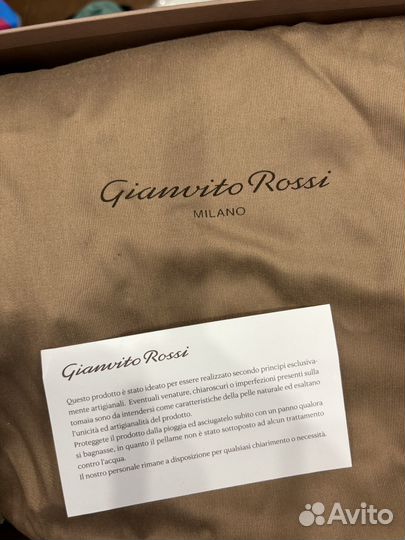 Gianvito Rossi
MILANO
Gianvito Rossi
Questo prodotto è stato ideato per essere realizzato secondo principi esclusiva-
mente artigianali. Eventuali venature, chiaroscuri o imperfezioni presenti sulla
tomaia sono da intendersi come caratteristiche della pelle naturale ed esaltano
l'unicità ed artigianalità del prodotto.
Proteggete il prodotto dalla pioggia ed asciugatelo subito con un panno qualora
si bagnasse, in quanto il pellame non è stato sottoposto ad alcun trattamento
contro l'acqua.
Il nostro personale rimane a disposizione per qualsiasi chiarimento o necessità.
Avito